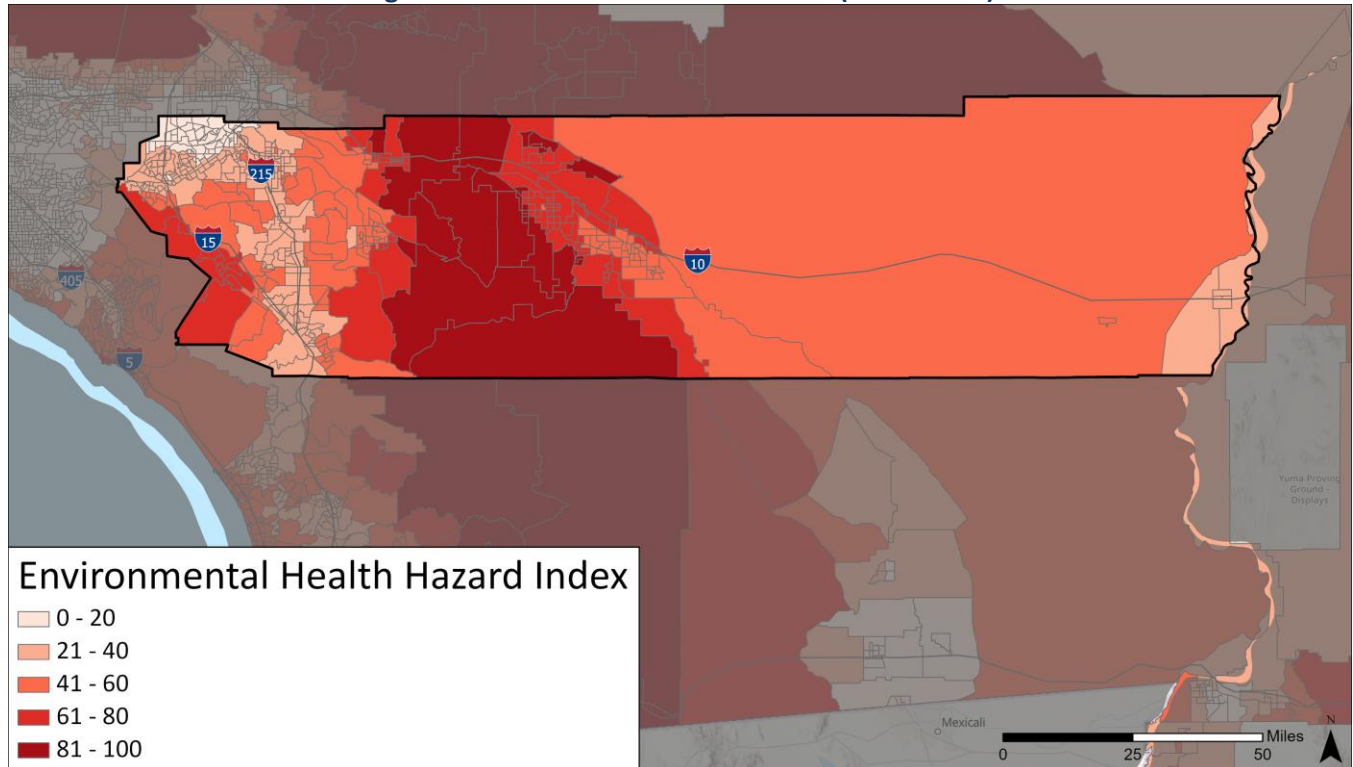 215
15
10
405
5
Yuma Proving
Ground -
Displays
Environmental Health Hazard Index
0 - 20
21 - 40
41 - 60
61 - 80
81 - 100
Mexicali
N
Miles
0 25 50